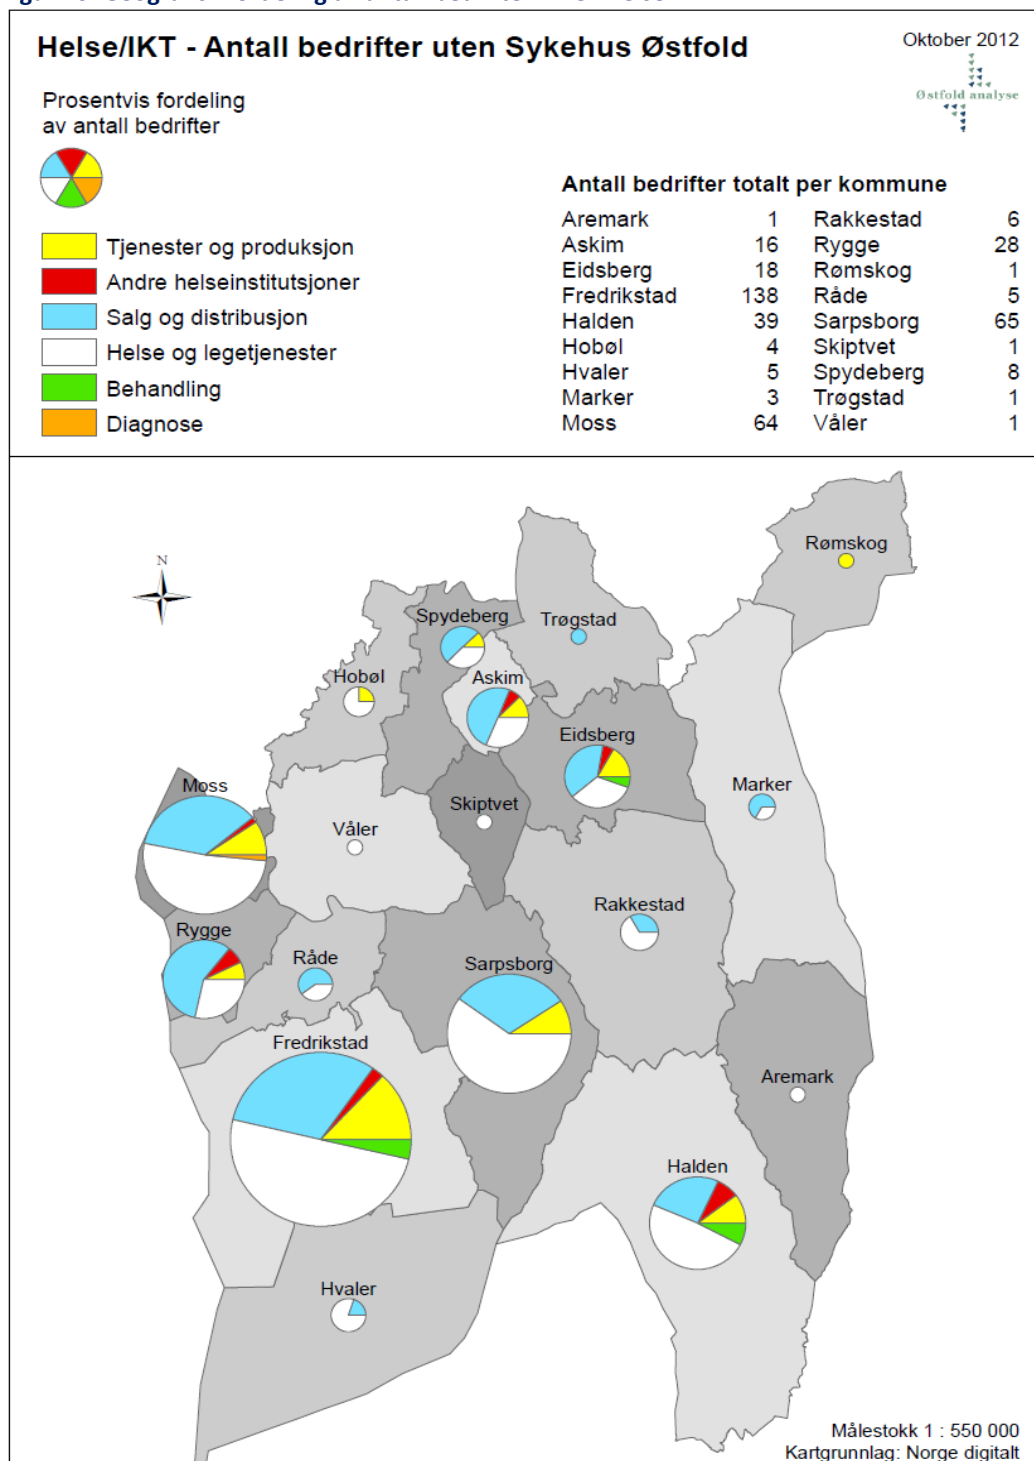 Helse/IKT - Antall bedrifter uten Sykehus Østfold
Oktober 2012
Østfold analyse
Prosentvis fordeling
av antall bedrifter
Tjenester og produksjon
Andre helseinstitutsjoner
Salg og distribusjon
Helse og legetjenester
Behandling
Diagnose
Antall bedrifter totalt per kommune
Aremark 1 Rakkestad 6
Askim 16 Rygge 28
Eidsberg 18 Rømskog 1
Fredrikstad 138 Råde 5
Halden 39 Sarpsborg 65
Hobøl 4 Skiptvet 1
Hvaler 5 Spydeberg 8
Marker 3 Trøgstad 1
Moss 64 Våler 1
N
Rømskog
Spydeberg
Trøgstad
Hobøl
Askim
Eidsberg
Moss
Marker
Skiptvet
Våler
Rakkestad
Rygge
Råde
Sarpsborg
Fredrikstad
Aremark
Halden
Hvaler
Målestokk 1 : 550 000
Kartgrunnlag: Norge digitalt